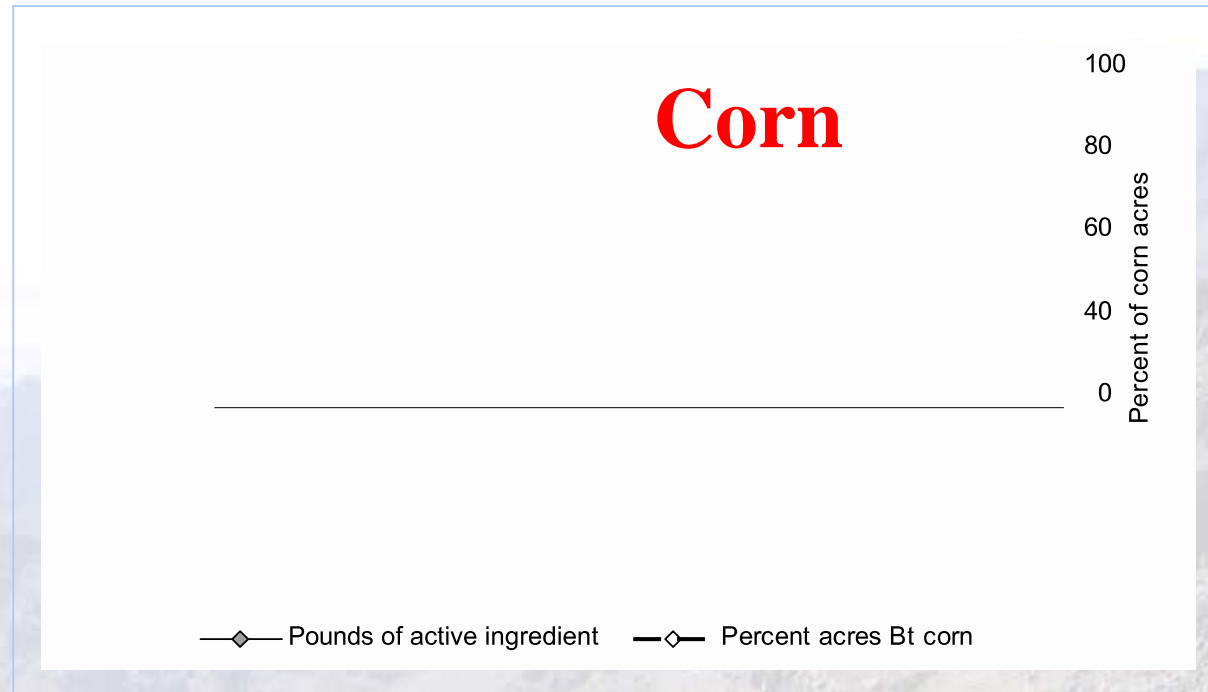 Corn
100
80
60
40
0
Percent of corn acres
Pounds of active ingredient
Percent acres Bt corn